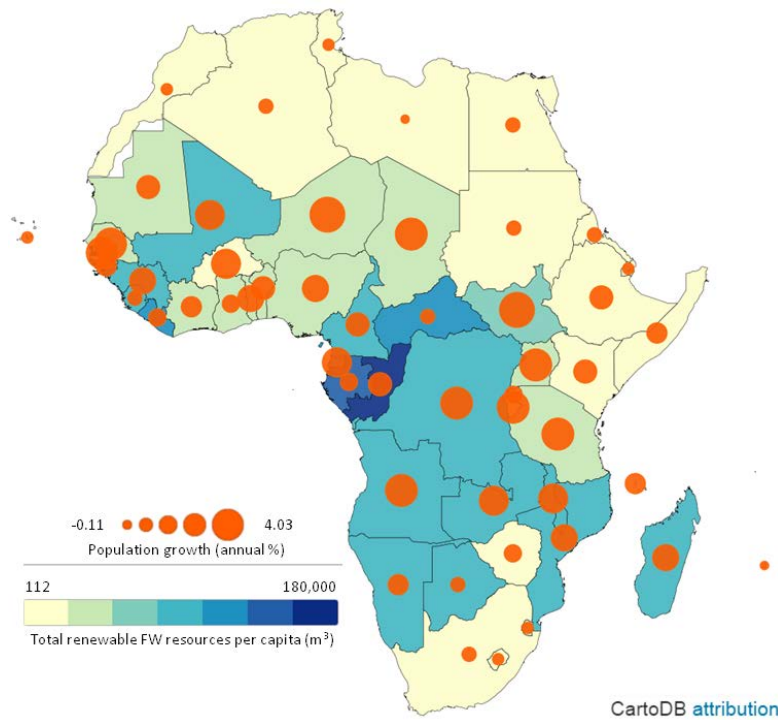 -0.11 4.03
Population growth (annual %)
112 180,000
Total renewable FW resources per capita (m³)
CartoDB attribution